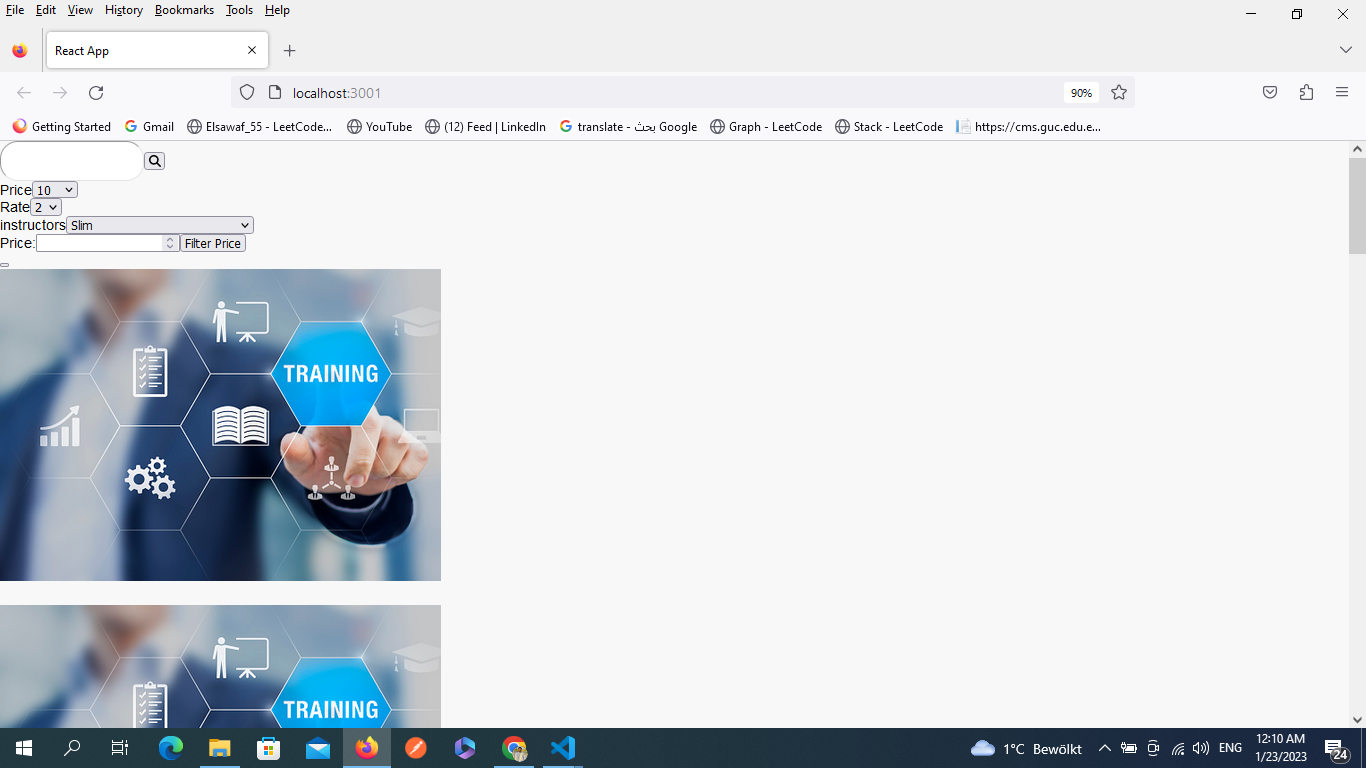 File Edit View History Bookmarks Tools Help
React App
localhost:3001 90%
Getting Started Gmail Elsawaf_55 - LeetCode... YouTube (12) Feed | LinkedIn translate - بحث Google Graph - LeetCode Stack - LeetCode https://cms.guc.edu.e...
Price 10
Rate 2
instructors Slim
Price: Filter Price
TRAINING
TRAINING
1°C Bewölkt ENG 12:10 AM
1/23/2023 24